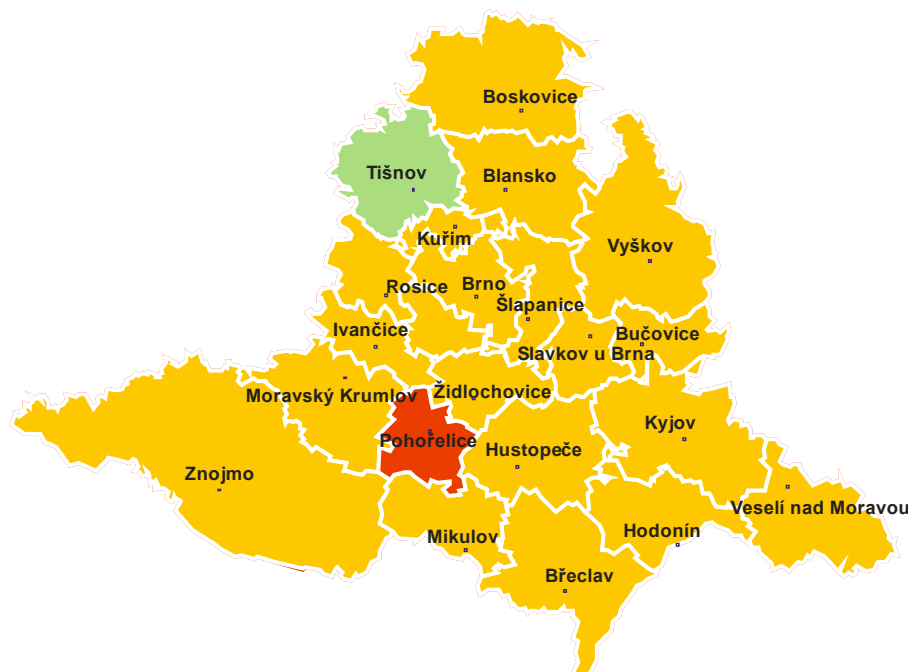 Boskovice
Tišnov
Blansko
Kuřim
Vyškov
Rosice
Brno
Šlapanice
Ivančice
Bučovice
Slavkov u Brna
Moravský Krumlov
Židlochovice
Kyjov
Pohořelice
Hustopeče
Znojmo
Veselí nad Moravou
Mikulov
Hodonín
Břeclav